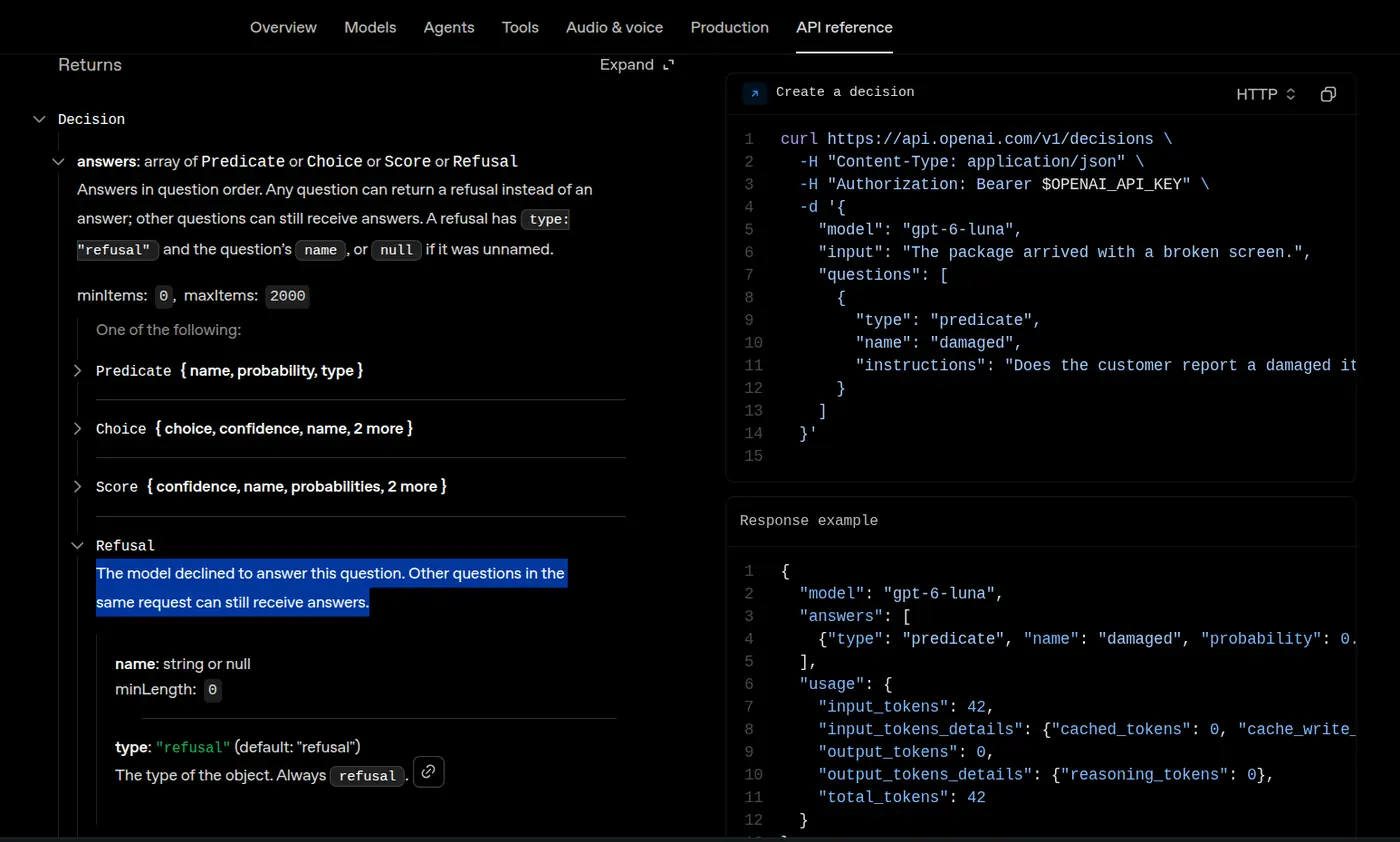 Overview Models Agents Tools Audio & voice Production API reference
Returns
Expand
Decision
answers: array of Predicate or Choice or Score or Refusal
Answers in question order. Any question can return a refusal instead of an
answer; other questions can still receive answers. A refusal has type:
"refusal" and the question's name, or null if it was unnamed.
minItems: 0, maxItems: 2000
One of the following:
Predicate { name, probability, type }
Choice { choice, confidence, name, 2 more }
Score { confidence, name, probabilities, 2 more }
Refusal
The model declined to answer this question. Other questions in the
same request can still receive answers.
name: string or null
minLength: 0
type: "refusal" (default: "refusal")
The type of the object. Always refusal.
Create a decision
HTTP
1 curl https://api.openai.com/v1/decisions \
2 -H "Content-Type: application/json" \
3 -H "Authorization: Bearer $OPENAI_API_KEY" \
4 -d '{
5 "model": "gpt-6-luna",
6 "input": "The package arrived with a broken screen.",
7 "questions": [
8 {
9 "type": "predicate",
10 "name": "damaged",
11 "instructions": "Does the customer report a damaged it
12 }
13 ]
14 }'
15
Response example
1 {
2 "model": "gpt-6-luna",
3 "answers": [
4 {"type": "predicate", "name": "damaged", "probability": 0.
5 ],
6 "usage": {
7 "input_tokens": 42,
8 "input_tokens_details": {"cached_tokens": 0, "cache_write_
9 "output_tokens": 0,
10 "output_tokens_details": {"reasoning_tokens": 0},
11 "total_tokens": 42
12 }